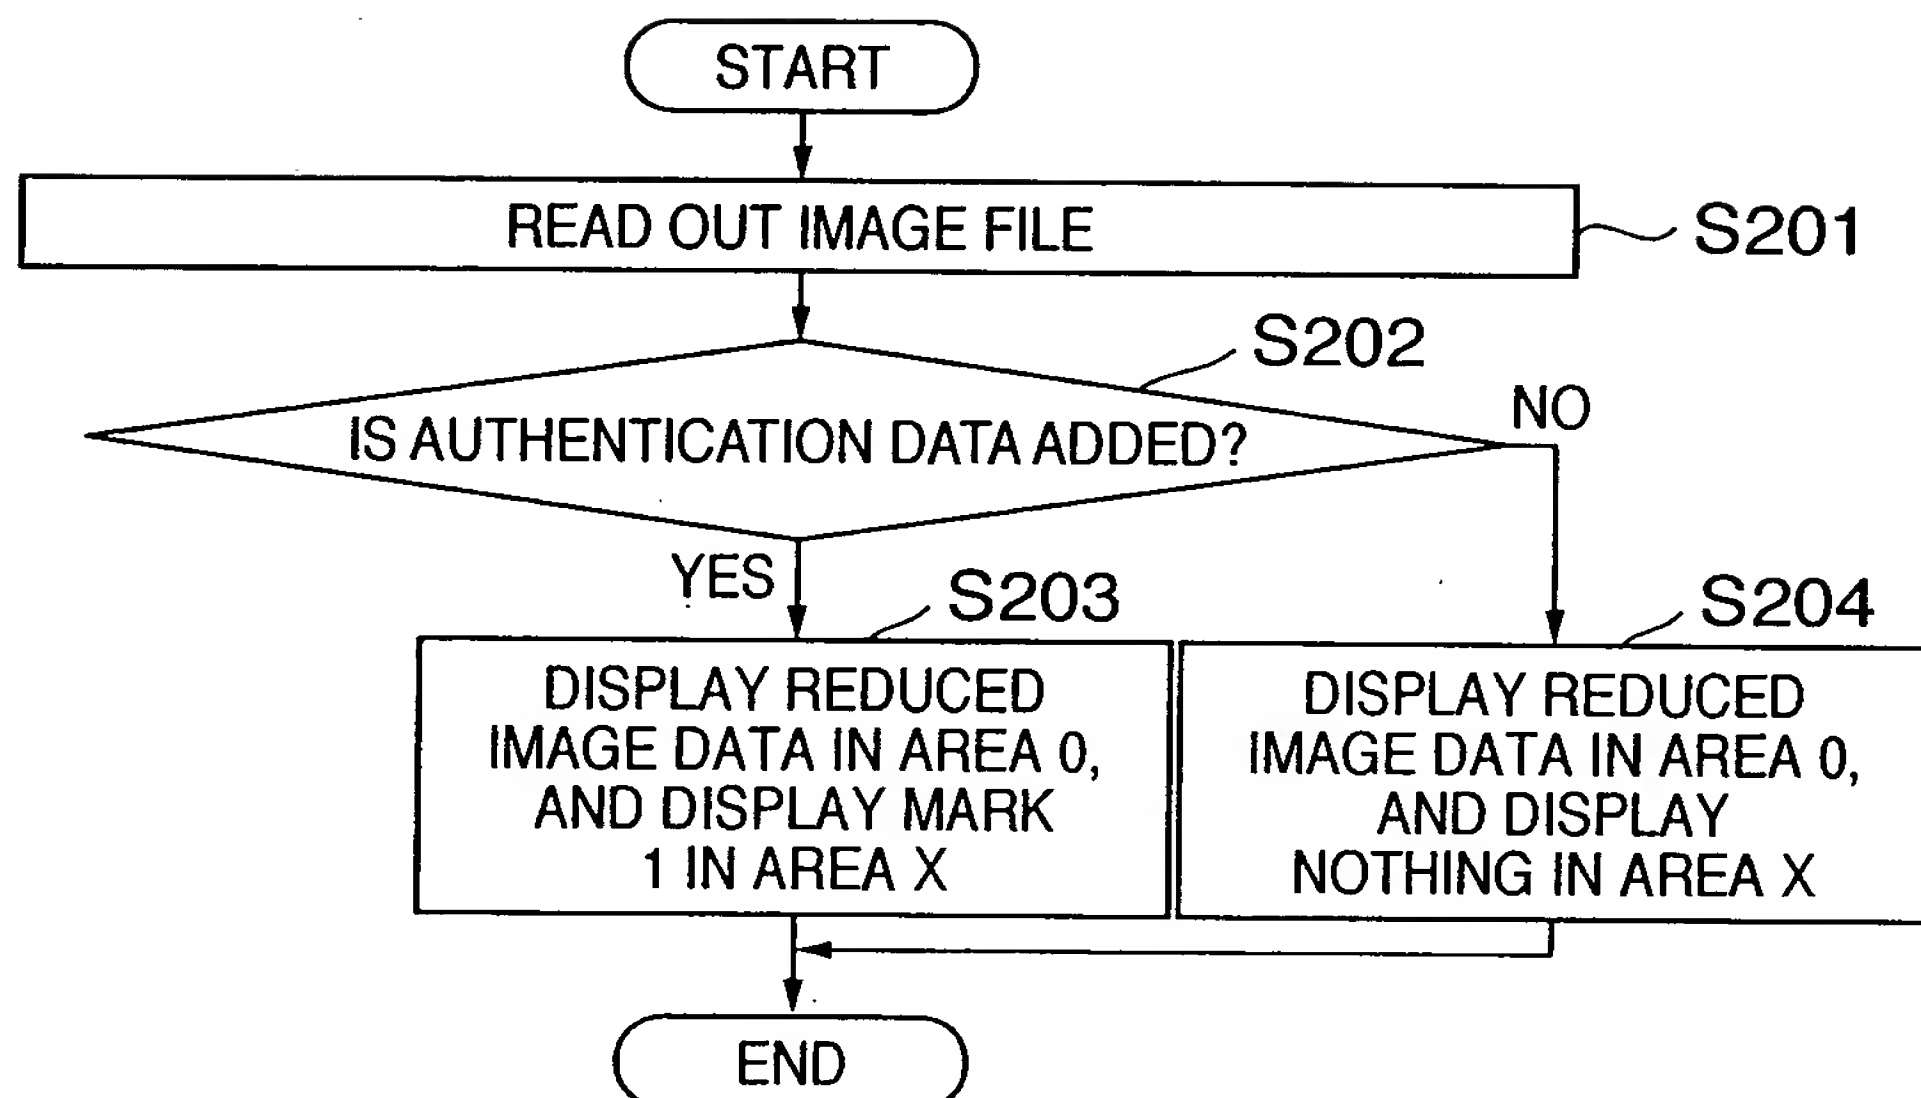 START
READ OUT IMAGE FILE
S201
S202
IS AUTHENTICATION DATA ADDED?
NO
YES
S203
DISPLAY REDUCED
IMAGE DATA IN AREA 0,
AND DISPLAY MARK
1 IN AREA X
S204
DISPLAY REDUCED
IMAGE DATA IN AREA 0,
AND DISPLAY
NOTHING IN AREA X
END